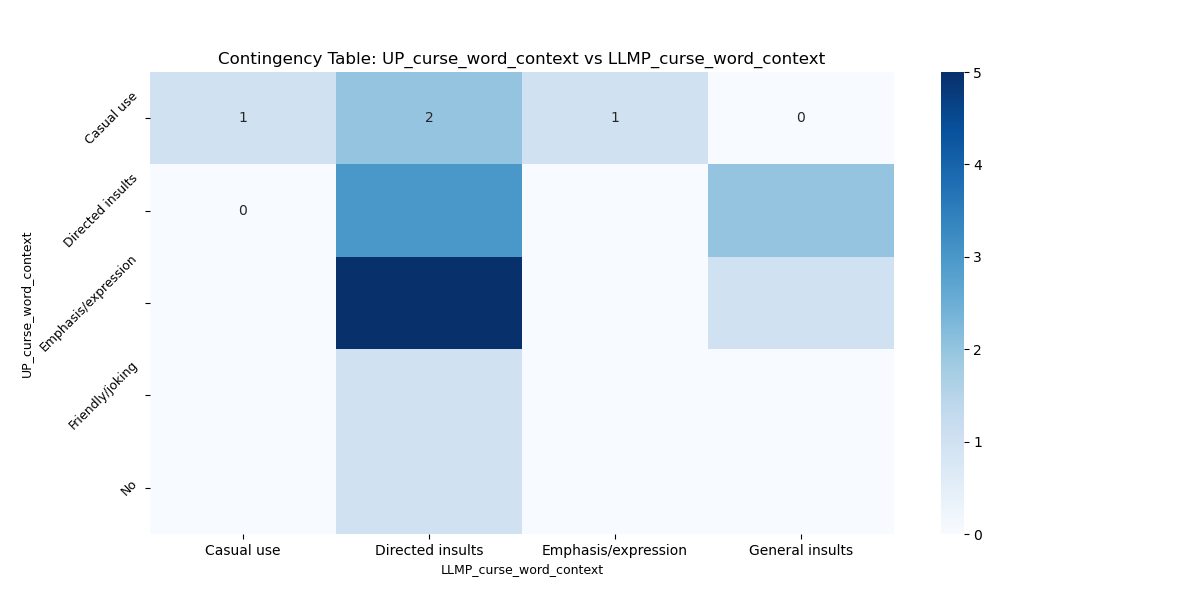 Contingency Table: UP_curse_word_context vs LLMP_curse_word_context
Casual use
1 2 1 0
Directed insults
0
Emphasis/expression
Friendly/joking
No
UP_curse_word_context
Casual use Directed insults Emphasis/expression General insults
LLMP_curse_word_context
5
4
3
2
1
0